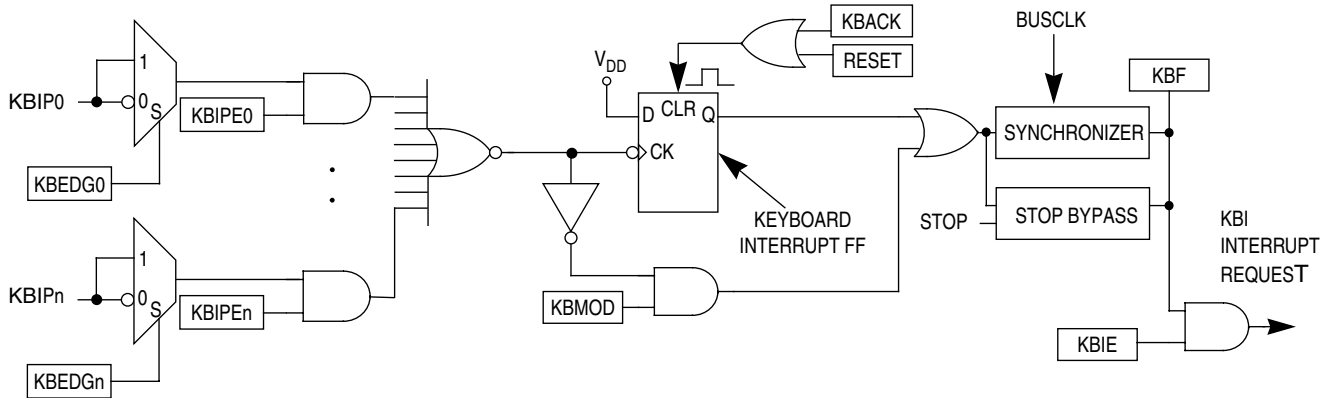 KBIP0
1
0
S
KBIPE0
KBEDG0
KBIPn
1
0
S
KBIPEn
KBEDGn
VDD
D
CLR
Q
CK
KBACK
RESET
KEYBOARD
INTERRUPT FF
KBMOD
BUSCLK
SYNCHRONIZER
STOP
STOP BYPASS
KBF
KBI
INTERRUPT
REQUEST
KBIE